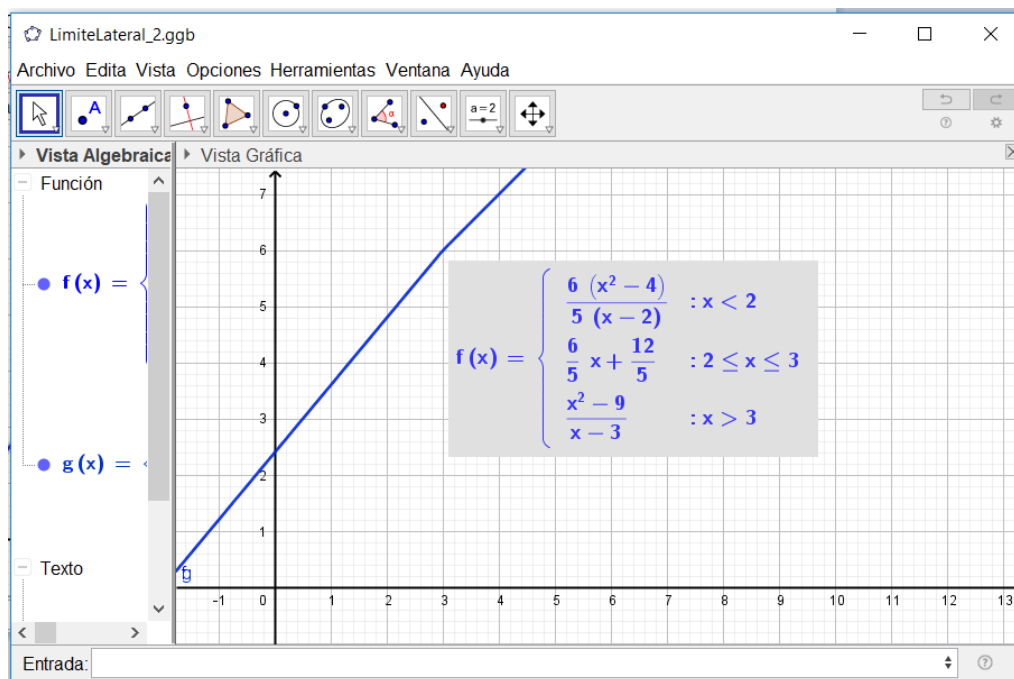 LimiteLateral_2.ggb
Archivo Edita Vista Opciones Herramientas Ventana Ayuda
A
α
a=2
Vista Algebraica
Vista Gráfica
Función
f(x) =
g(x) =
Texto
7
6
5
4
3
2
1
-1 0 1 2 3 4 5 6 7 8 9 10 11 12 13
f
g
f(x) = {
6 (x² − 4) / 5 (x − 2) : x < 2
6/5 x + 12/5 : 2 ≤ x ≤ 3
x² − 9 / x − 3 : x > 3
Entrada: